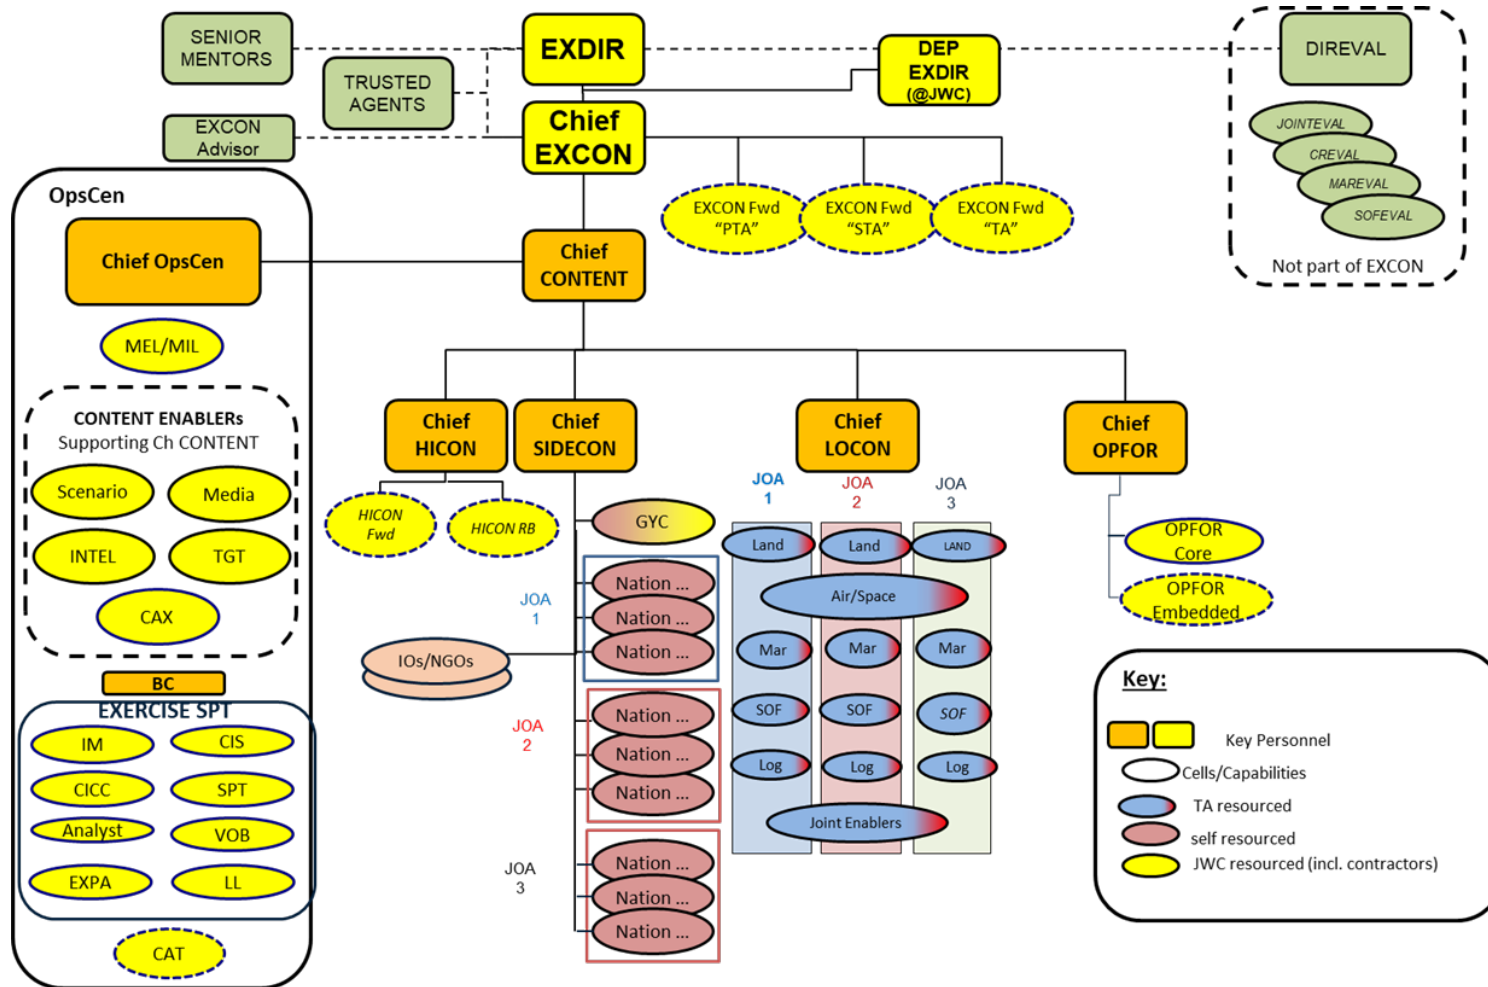 SENIOR
MENTORS
EXDIR
DEP
EXDIR
(@JWC)
DIREVAL
TRUSTED
AGENTS
EXCON
Advisor
Chief
EXCON
JOINTEVAL
CREVAL
MAREVAL
SOFEVAL
Not part of EXCON
EXCON Fwd
“PTA”
EXCON Fwd
“STA”
EXCON Fwd
“TA”
OpsCen
Chief OpsCen
Chief
CONTENT
MEL/MIL
CONTENT ENABLERs
Supporting Ch CONTENT
Scenario
Media
INTEL
TGT
CAX
BC
EXERCISE SPT
IM
CIS
CICC
SPT
Analyst
VOB
EXPA
LL
CAT
Chief
HICON
Chief
SIDECON
Chief
LOCON
Chief
OPFOR
HICON
Fwd
HICON RB
GYC
JOA
1
Nation ...
Nation ...
Nation ...
IOs/NGOs
JOA
2
Nation ...
Nation ...
Nation ...
JOA
3
Nation ...
Nation ...
Nation ...
JOA
1
JOA
2
JOA
3
Land
Land
LAND
Air/Space
Mar
Mar
Mar
SOF
SOF
SOF
Log
Log
Log
Joint Enablers
OPFOR
Core
OPFOR
Embedded
Key:
Key Personnel
Cells/Capabilities
TA resourced
self resourced
JWC resourced (incl. contractors)